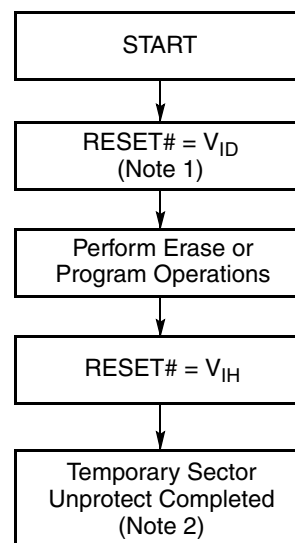 START
RESET# = VID
(Note 1)
Perform Erase or
Program Operations
RESET# = VIH
Temporary Sector
Unprotect Completed
(Note 2)